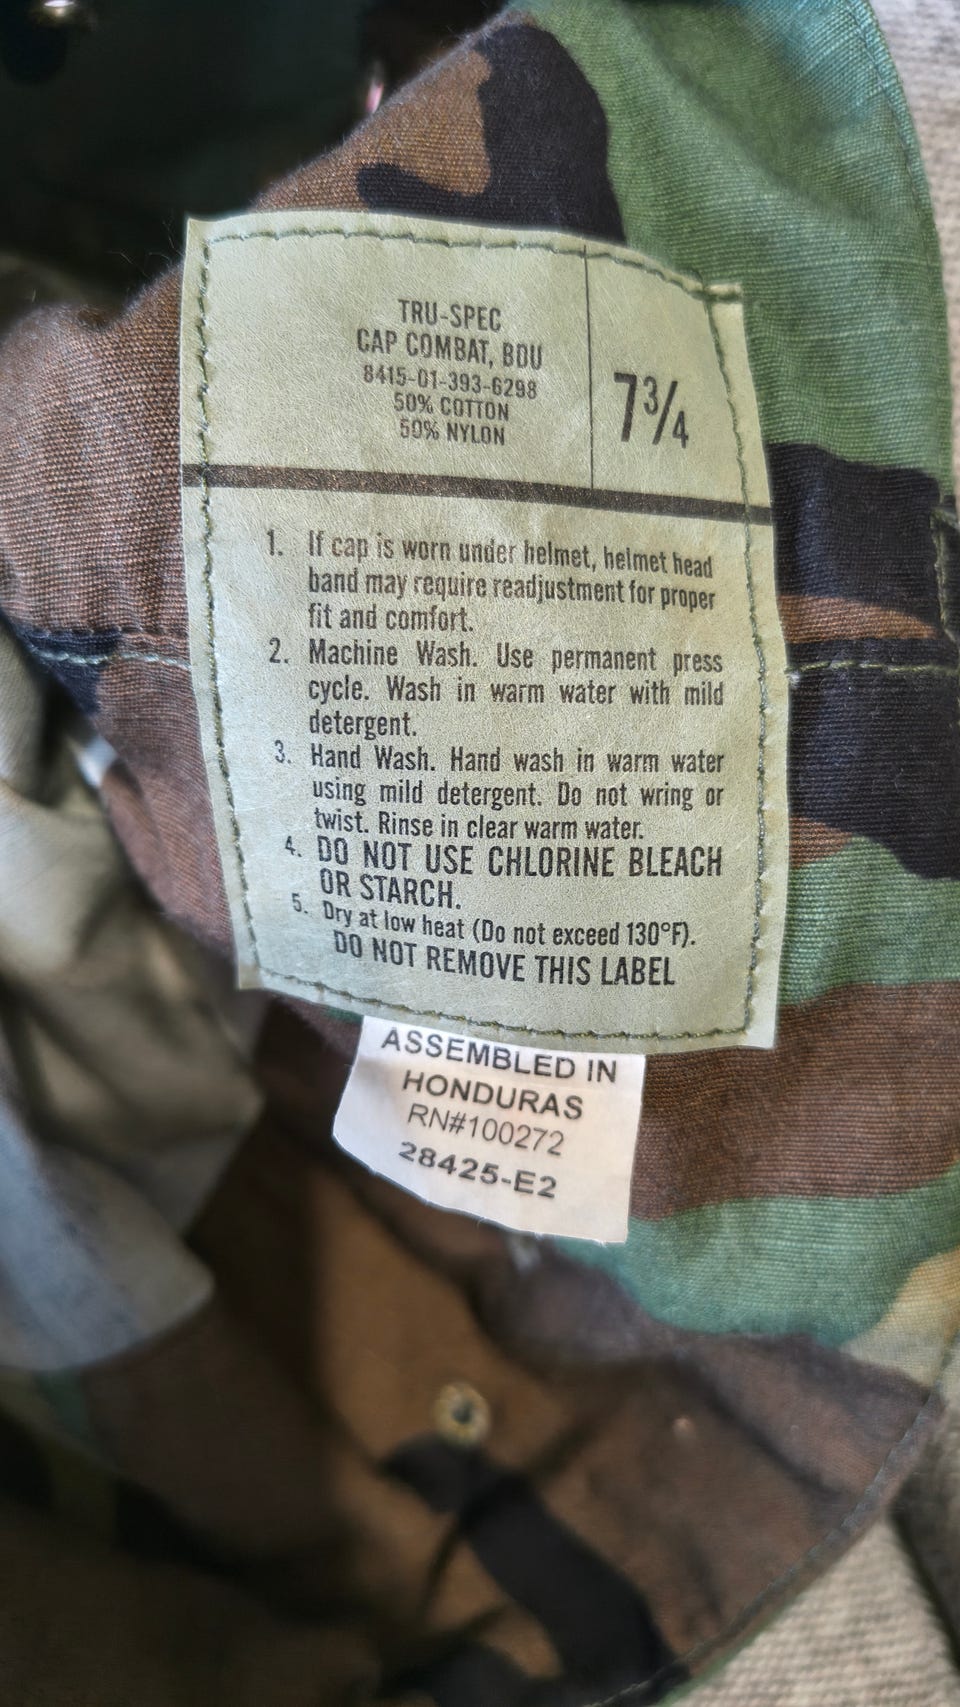 TRU-SPEC
CAP COMBAT, BDU
8415-01-393-6298
50% COTTON
50% NYLON
7¾
1. If cap is worn under helmet, helmet head
band may require readjustment for proper
fit and comfort.
2. Machine Wash. Use permanent press
cycle. Wash in warm water with mild
detergent.
3. Hand Wash. Hand wash in warm water
using mild detergent. Do not wring or
twist. Rinse in clear warm water.
4. DO NOT USE CHLORINE BLEACH
OR STARCH.
5. Dry at low heat (Do not exceed 130°F).
DO NOT REMOVE THIS LABEL
ASSEMBLED IN
HONDURAS
RN#100272
28425-E2